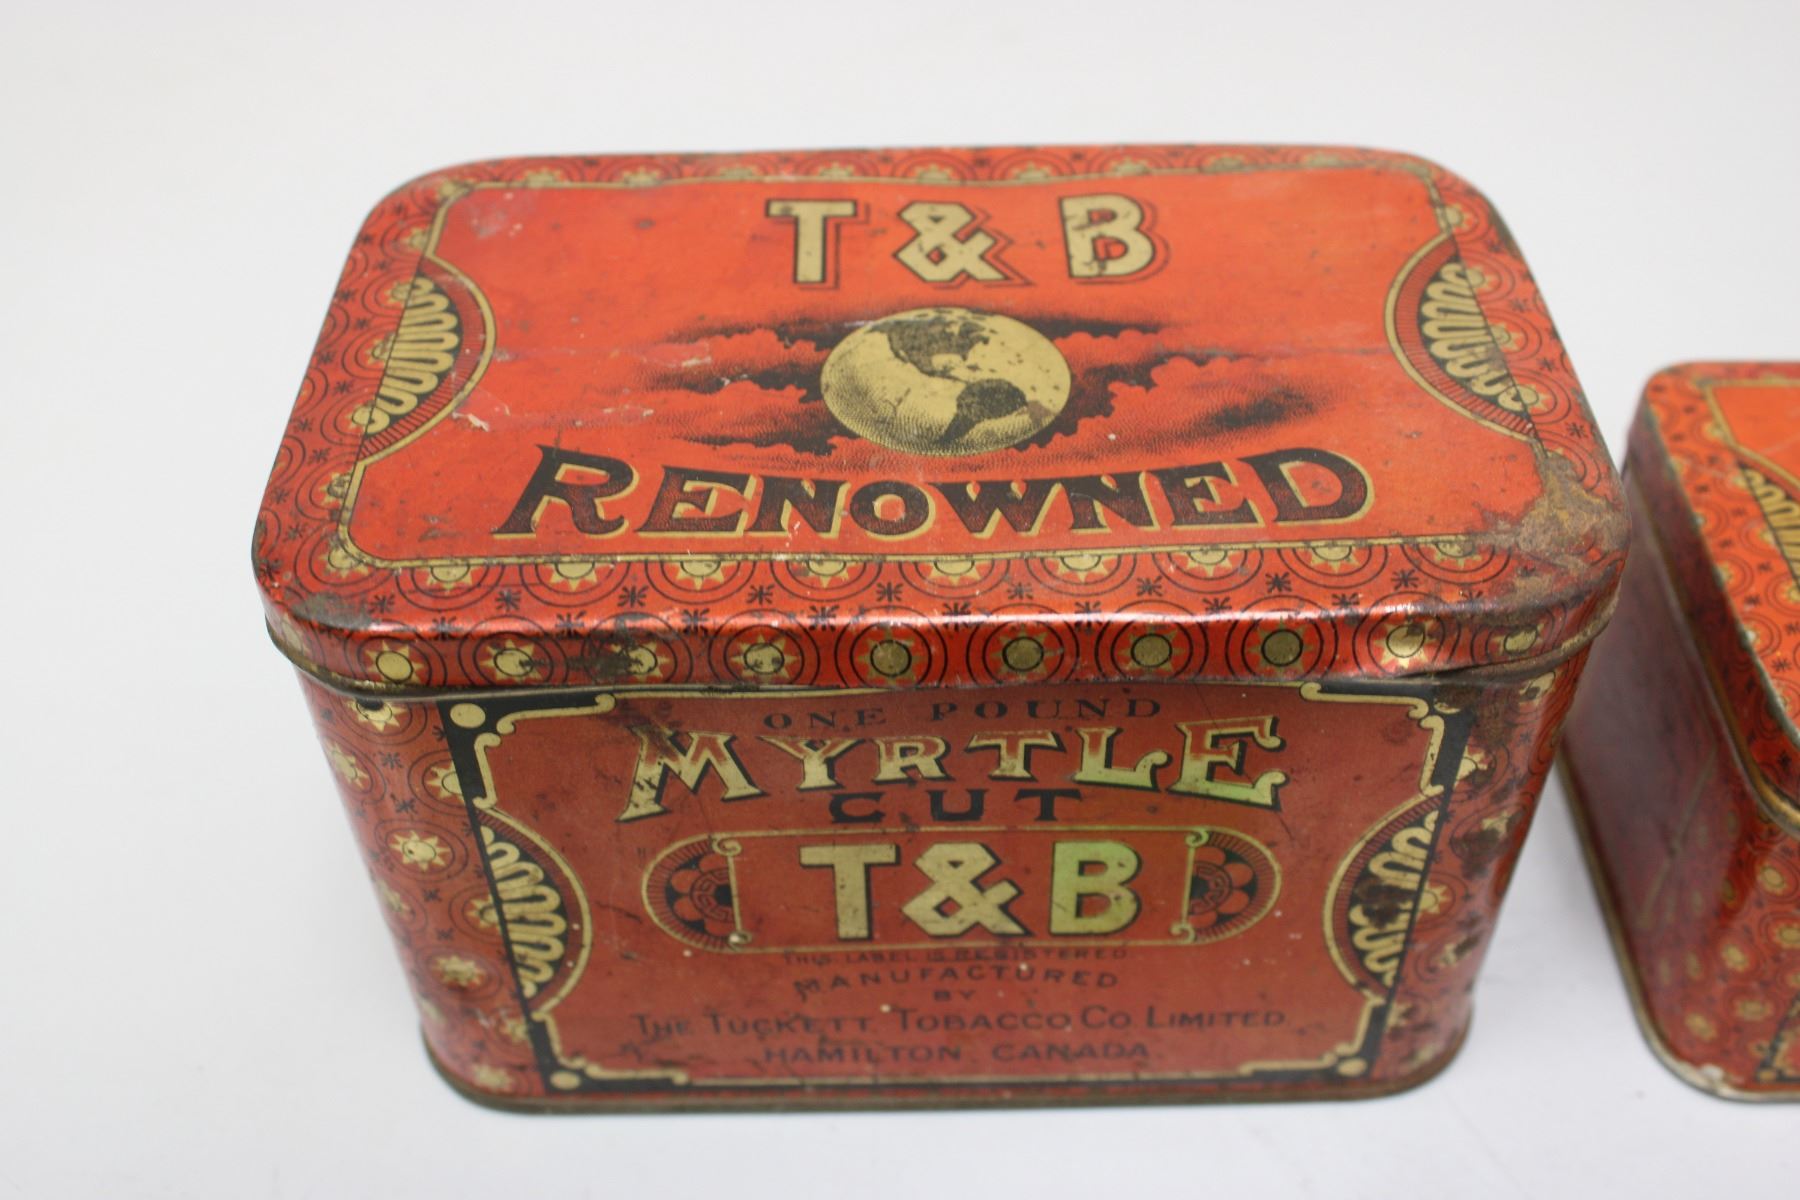 T & B
RENOWNED
ONE POUND
MYRTLE
CUT
T & B
THIS LABEL IS REGISTERED
MANUFACTURED
BY
THE TUCKETT TOBACCO CO LIMITED
HAMILTON, CANADA.